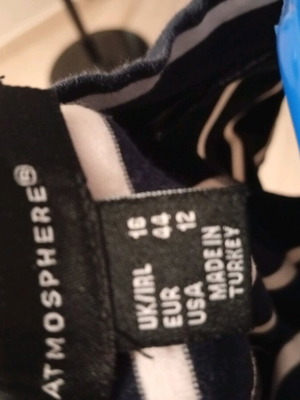 ATMOSPHERE®
UK/IRL 16
EUR 44
USA 12
MADE IN
TURKEY